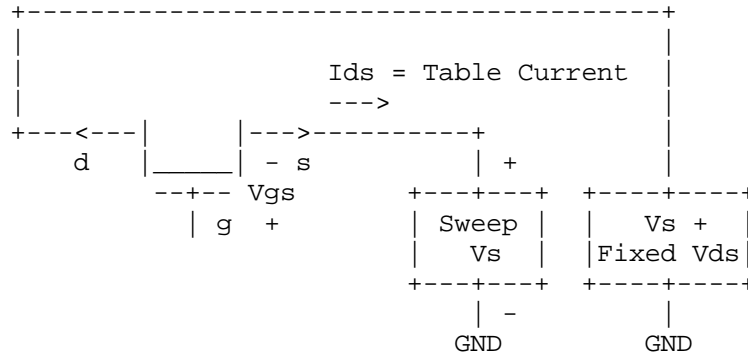 Ids = Table Current
--->
d - s
Vgs
g +
+
Sweep Vs
Vs + Fixed Vds
-
GND GND